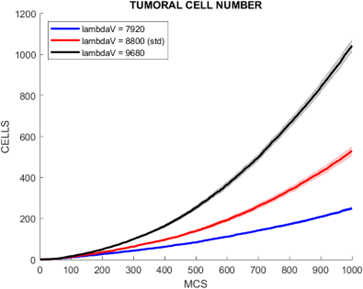 TUMORAL CELL NUMBER
1200
lambdaV = 7920
lambdaV = 8800 (std)
lambdaV = 9680
1000
800
CELLS
600
400
200
0
0 100 200 300 400 500 600 700 800 900 1000
MCS